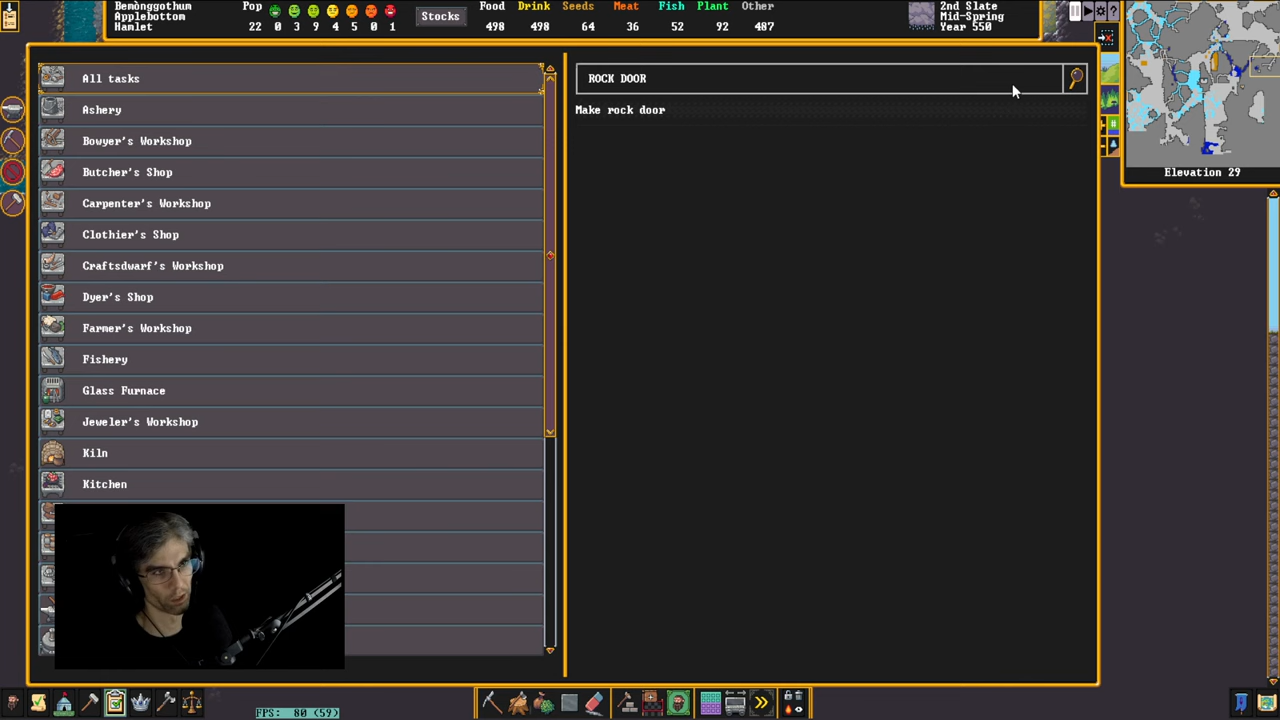 Bemònggothum
Applebottom
Hamlet
Pop
22 0 3 9 4 5 0 1
Stocks
Food Drink Seeds Meat Fish Plant Other
498 498 64 36 52 92 487
2nd Slate
Mid-Spring
Year 550
Elevation 29
All tasks
Ashery
Bowyer's Workshop
Butcher's Shop
Carpenter's Workshop
Clothier's Shop
Craftsdwarf's Workshop
Dyer's Shop
Farmer's Workshop
Fishery
Glass Furnace
Jeweler's Workshop
Kiln
Kitchen
ROCK DOOR
Make rock door
FPS: 80 (59)